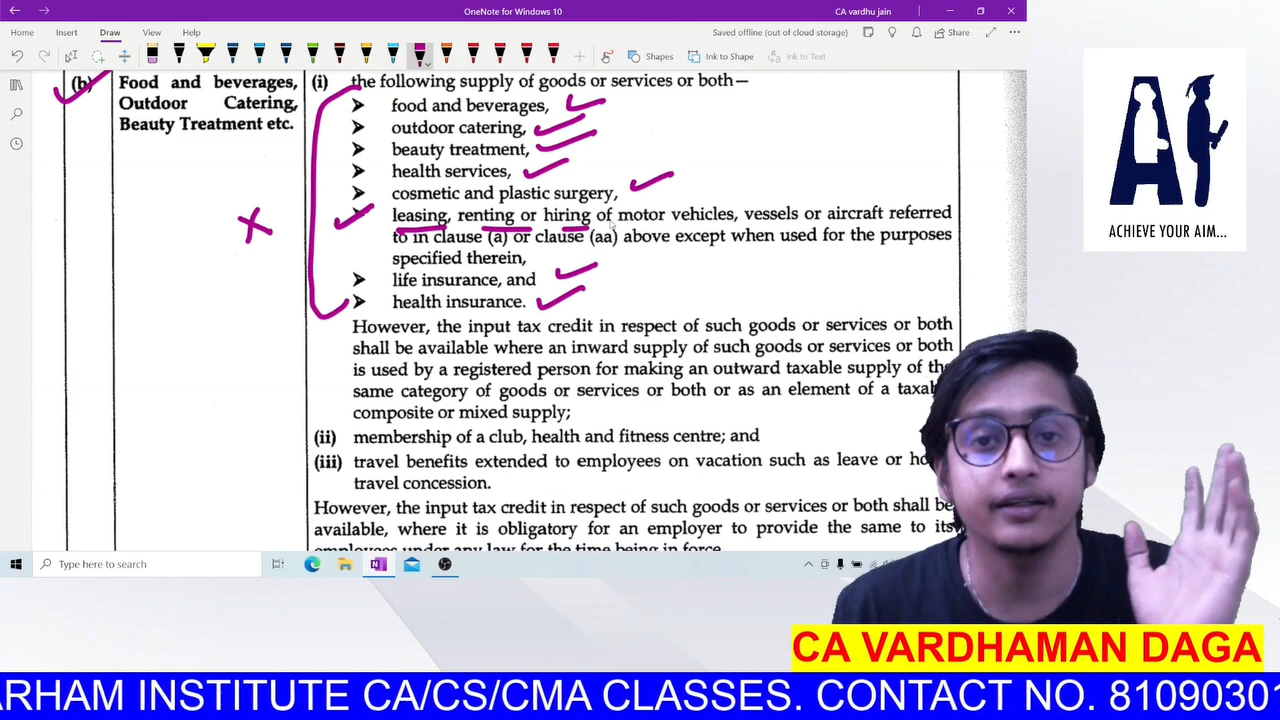 OneNote for Windows 10
CA vardhu jain
Home Insert Draw View Help
Saved offline (out of cloud storage)
Share
Shapes
Ink to Shape
Ink to Text
(b)
Food and beverages,
Outdoor Catering,
Beauty Treatment etc.
(i) the following supply of goods or services or both—
➤ food and beverages,
➤ outdoor catering,
➤ beauty treatment,
➤ health services,
➤ cosmetic and plastic surgery,
➤ leasing, renting or hiring of motor vehicles, vessels or aircraft referred
to in clause (a) or clause (aa) above except when used for the purposes
specified therein,
➤ life insurance, and
➤ health insurance.
However, the input tax credit in respect of such goods or services or both
shall be available where an inward supply of such goods or services or both
is used by a registered person for making an outward taxable supply of the
same category of goods or services or both or as an element of a
composite or mixed supply;
(ii) membership of a club, health and fitness centre; and
(iii) travel benefits extended to employees on vacation such as leave or
travel concession.
However, the input tax credit in respect of such goods or services or both shall be
available, where it is obligatory for an employer to provide the same to its
employees under any law for the time being in force.
Type here to search
ACHIEVE YOUR AIM...
CA VARDHAMAN DAGA
ARHAM INSTITUTE CA/CS/CMA CLASSES. CONTACT NO. 8109030